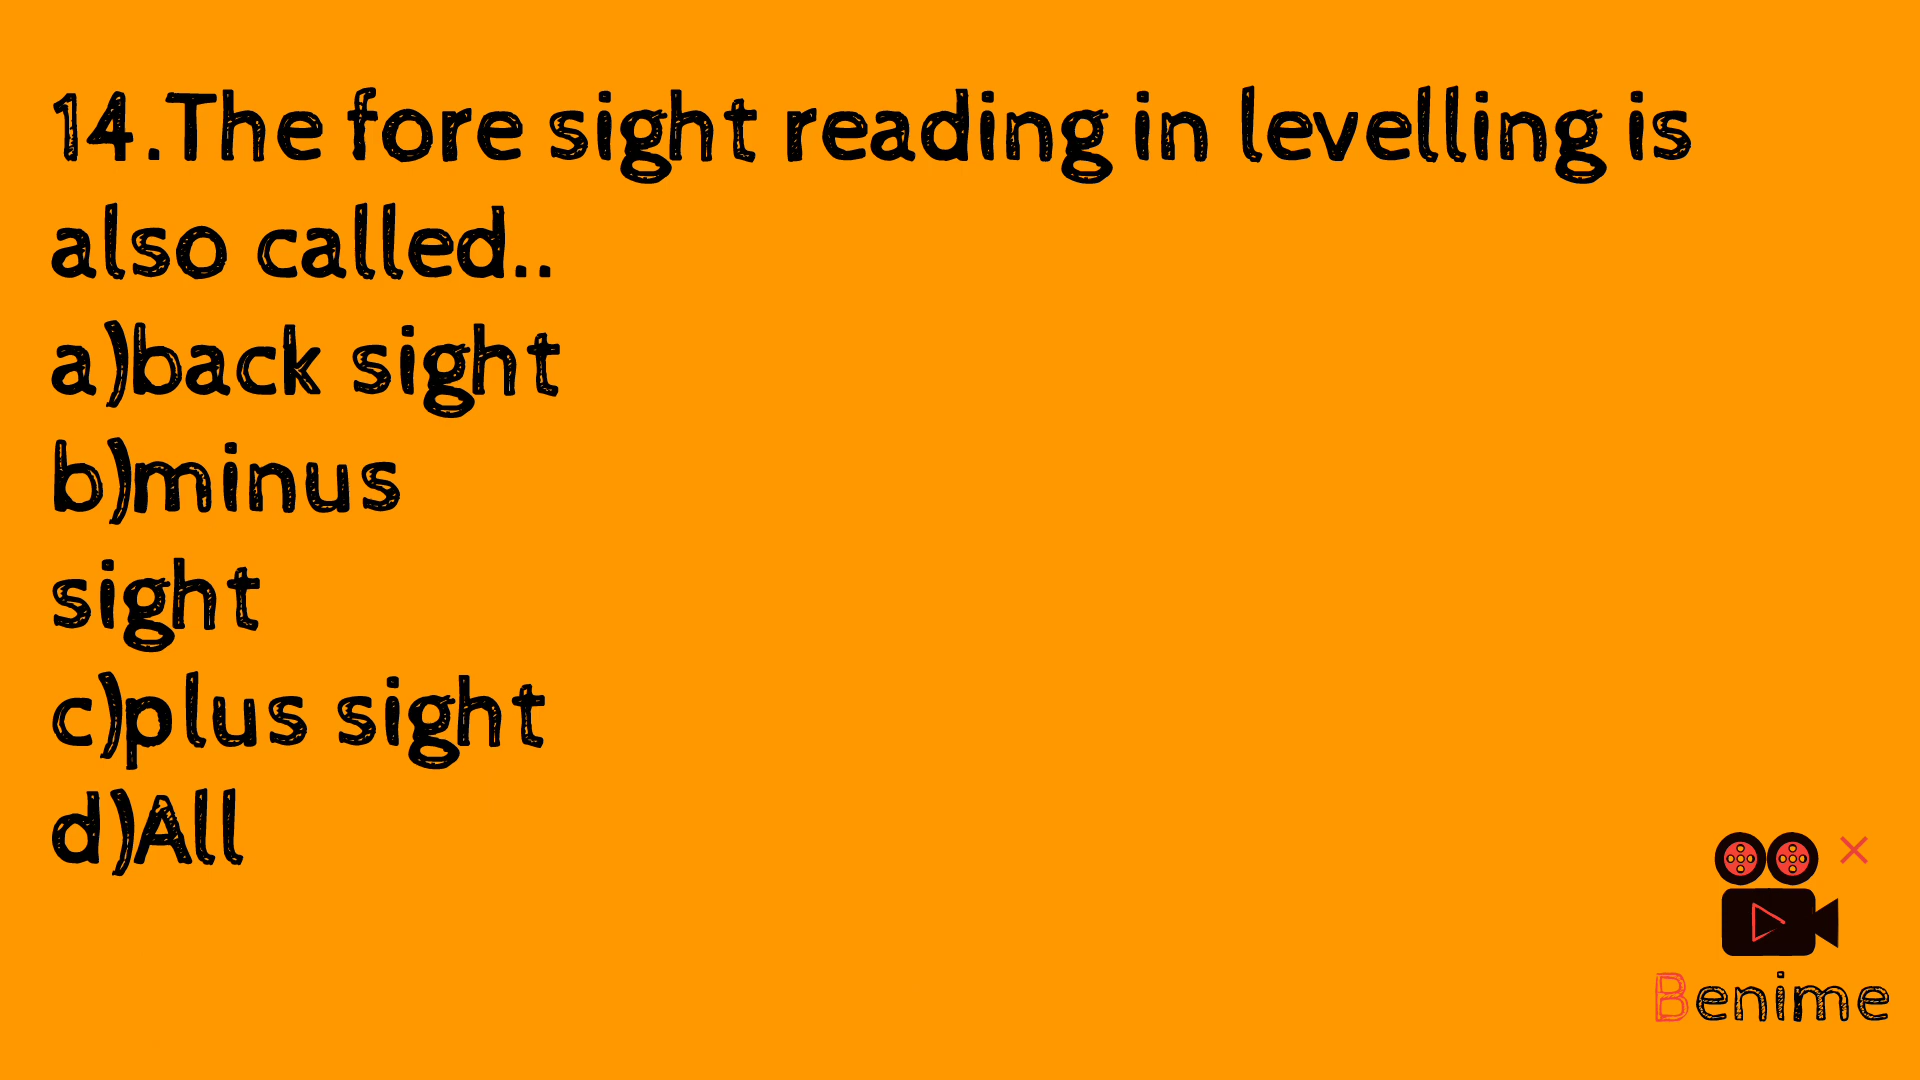 14.The fore sight reading in levelling is
also called..
a)back sight
b)minus
sight
c)plus sight
d)All
Benime